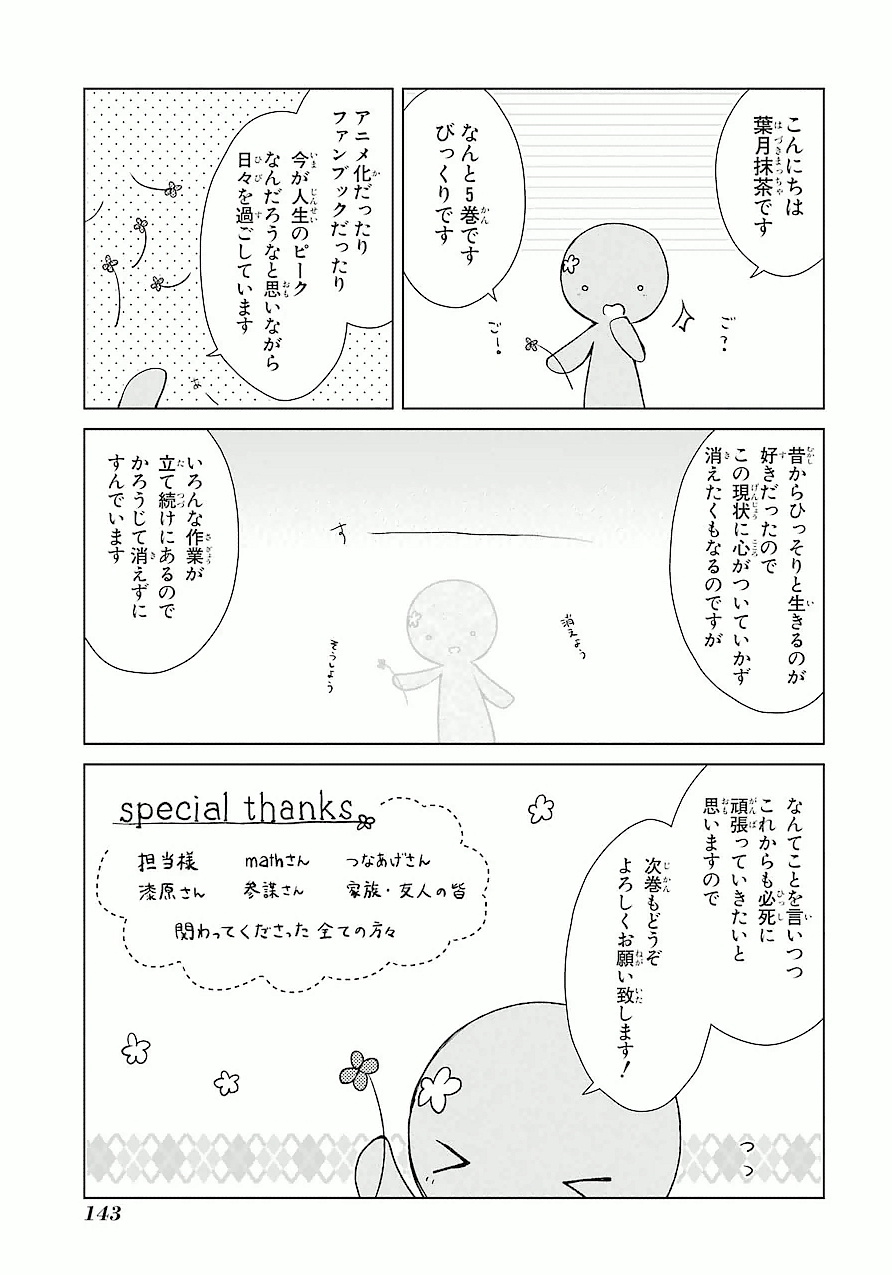 こんにちは
葉月抹茶です
なんと5巻です
びっくりです
ご?
ご!
アニメ化だったり
ファンブックだったり
今が人生のピーク
なんだろうなと思いながら
日々を過ごしています
昔からひっそりと生きるのが
好きだったので
この現状に心がついていかず
消えたくもなるのですが
消えよう
す
そうしよう
いろんな作業が
立て続けにあるので
かろうじて消えずに
すんでいます
なんてことを言いつつ
これからも必死に
頑張っていきたいと
思いますので
次巻もどうぞ
よろしくお願い致します!
special thanks
担当様 mathさん つなあげさん
漆原さん 参謀さん 家族・友人の皆
関わってくださった全ての方々
143